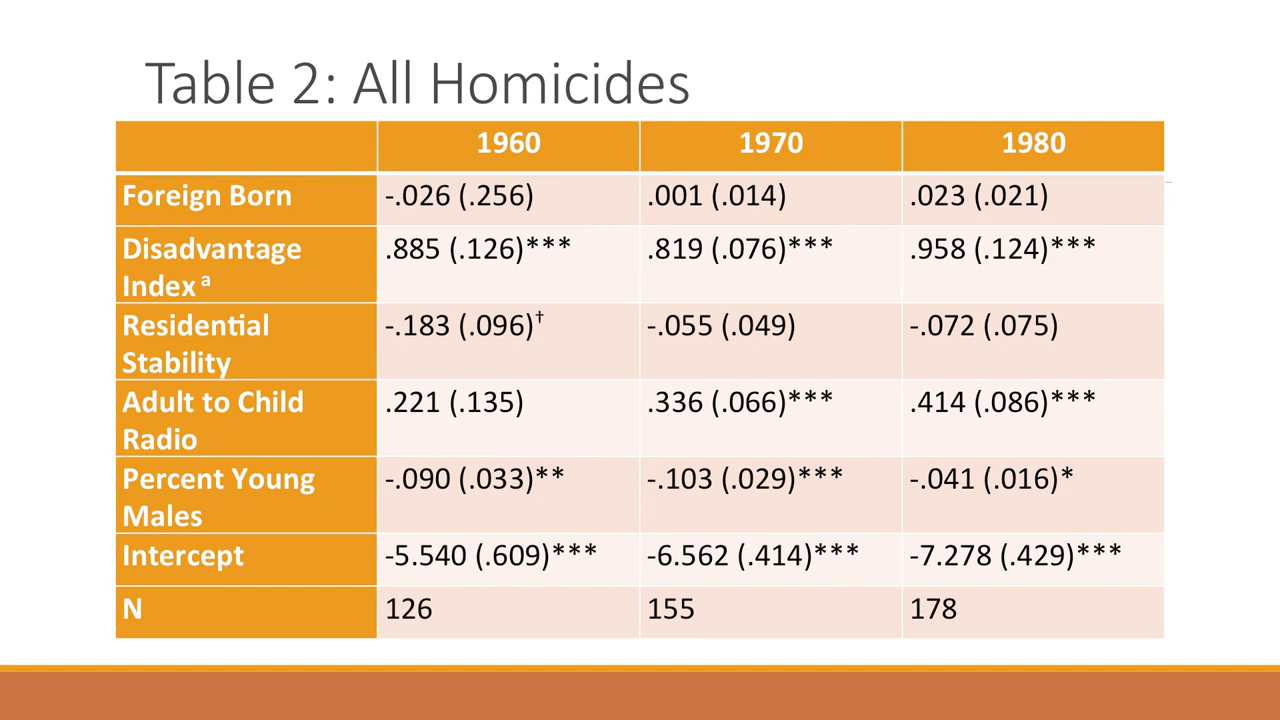 Table 2: All Homicides
1960 1970 1980
Foreign Born -.026 (.256) .001 (.014) .023 (.021)
Disadvantage .885 (.126)*** .819 (.076)*** .958 (.124)***
Index ᵃ
Residential -.183 (.096)† -.055 (.049) -.072 (.075)
Stability
Adult to Child .221 (.135) .336 (.066)*** .414 (.086)***
Radio
Percent Young -.090 (.033)** -.103 (.029)*** -.041 (.016)*
Males
Intercept -5.540 (.609)*** -6.562 (.414)*** -7.278 (.429)***
N 126 155 178